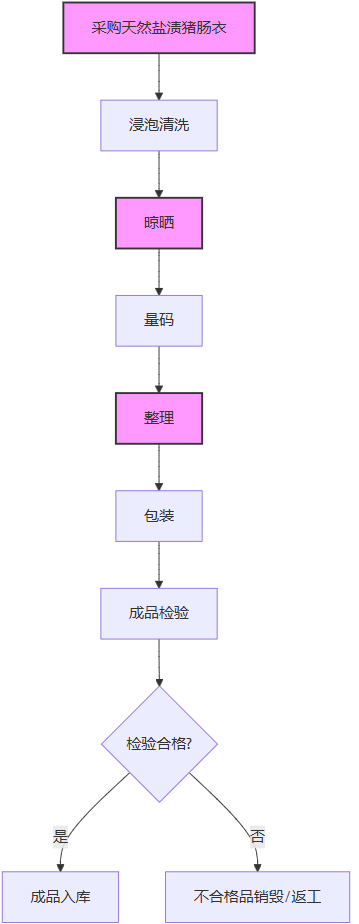 采购天然盐渍猪肠衣
浸泡清洗
晾晒
量码
整理
包装
成品检验
检验合格?
是
否
成品入库
不合格品销毁/返工